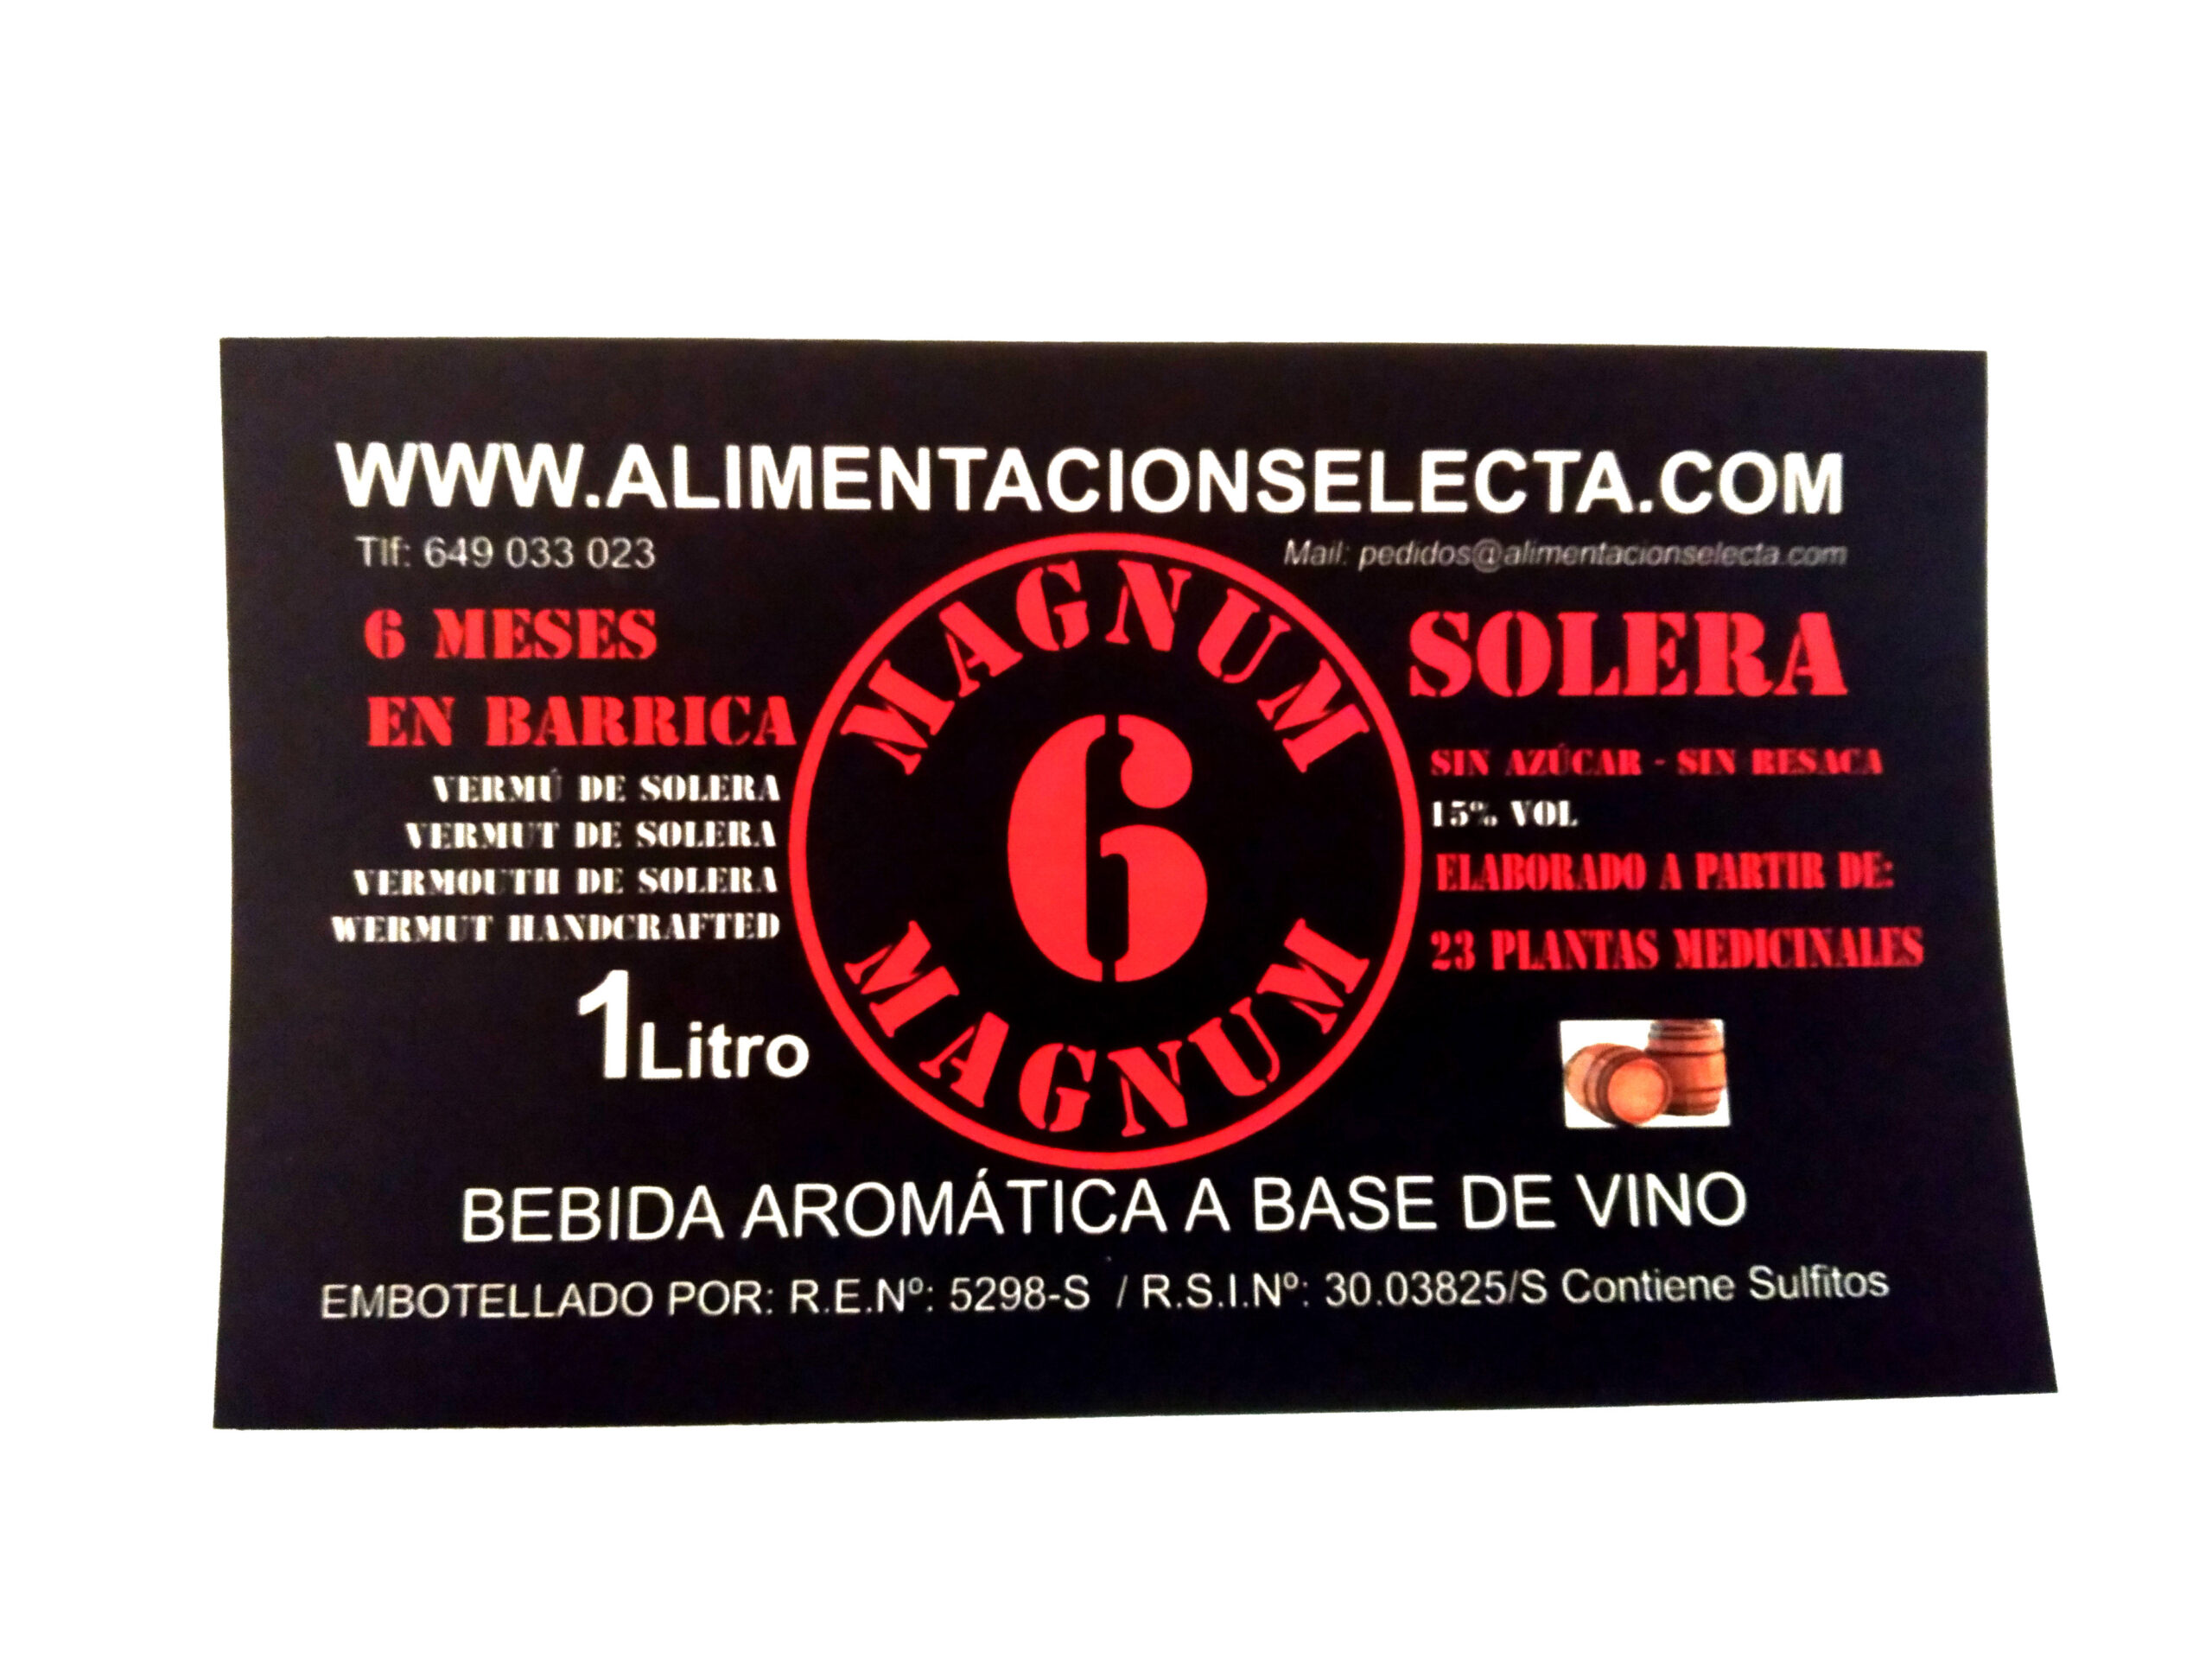 WWW.ALIMENTACIONSELECTA.COM
Tlf: 649 033 023
Mail: pedidos@alimentacionselecta.com
6 MESES
EN BARRICA
VERMÚ DE SOLERA
VERMUT DE SOLERA
VERMOUTH DE SOLERA
WERMUT HANDCRAFTED
1Litro
MAGNUM
6
MAGNUM
SOLERA
SIN AZÚCAR - SIN RESACA
15% VOL
ELABORADO A PARTIR DE:
23 PLANTAS MEDICINALES
BEBIDA AROMÁTICA A BASE DE VINO
EMBOTELLADO POR: R.E.Nº: 5298-S / R.S.I.Nº: 30.03825/S Contiene Sulfitos